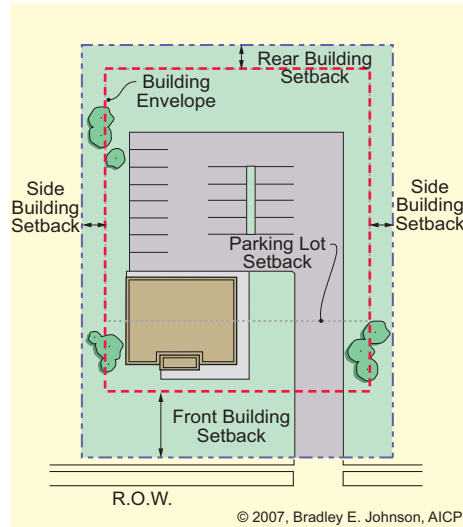 Rear Building
Setback
Building
Envelope
Side
Building
Setback
Side
Building
Setback
Parking Lot
Setback
Front Building
Setback
R.O.W.
© 2007, Bradley E. Johnson, AICP